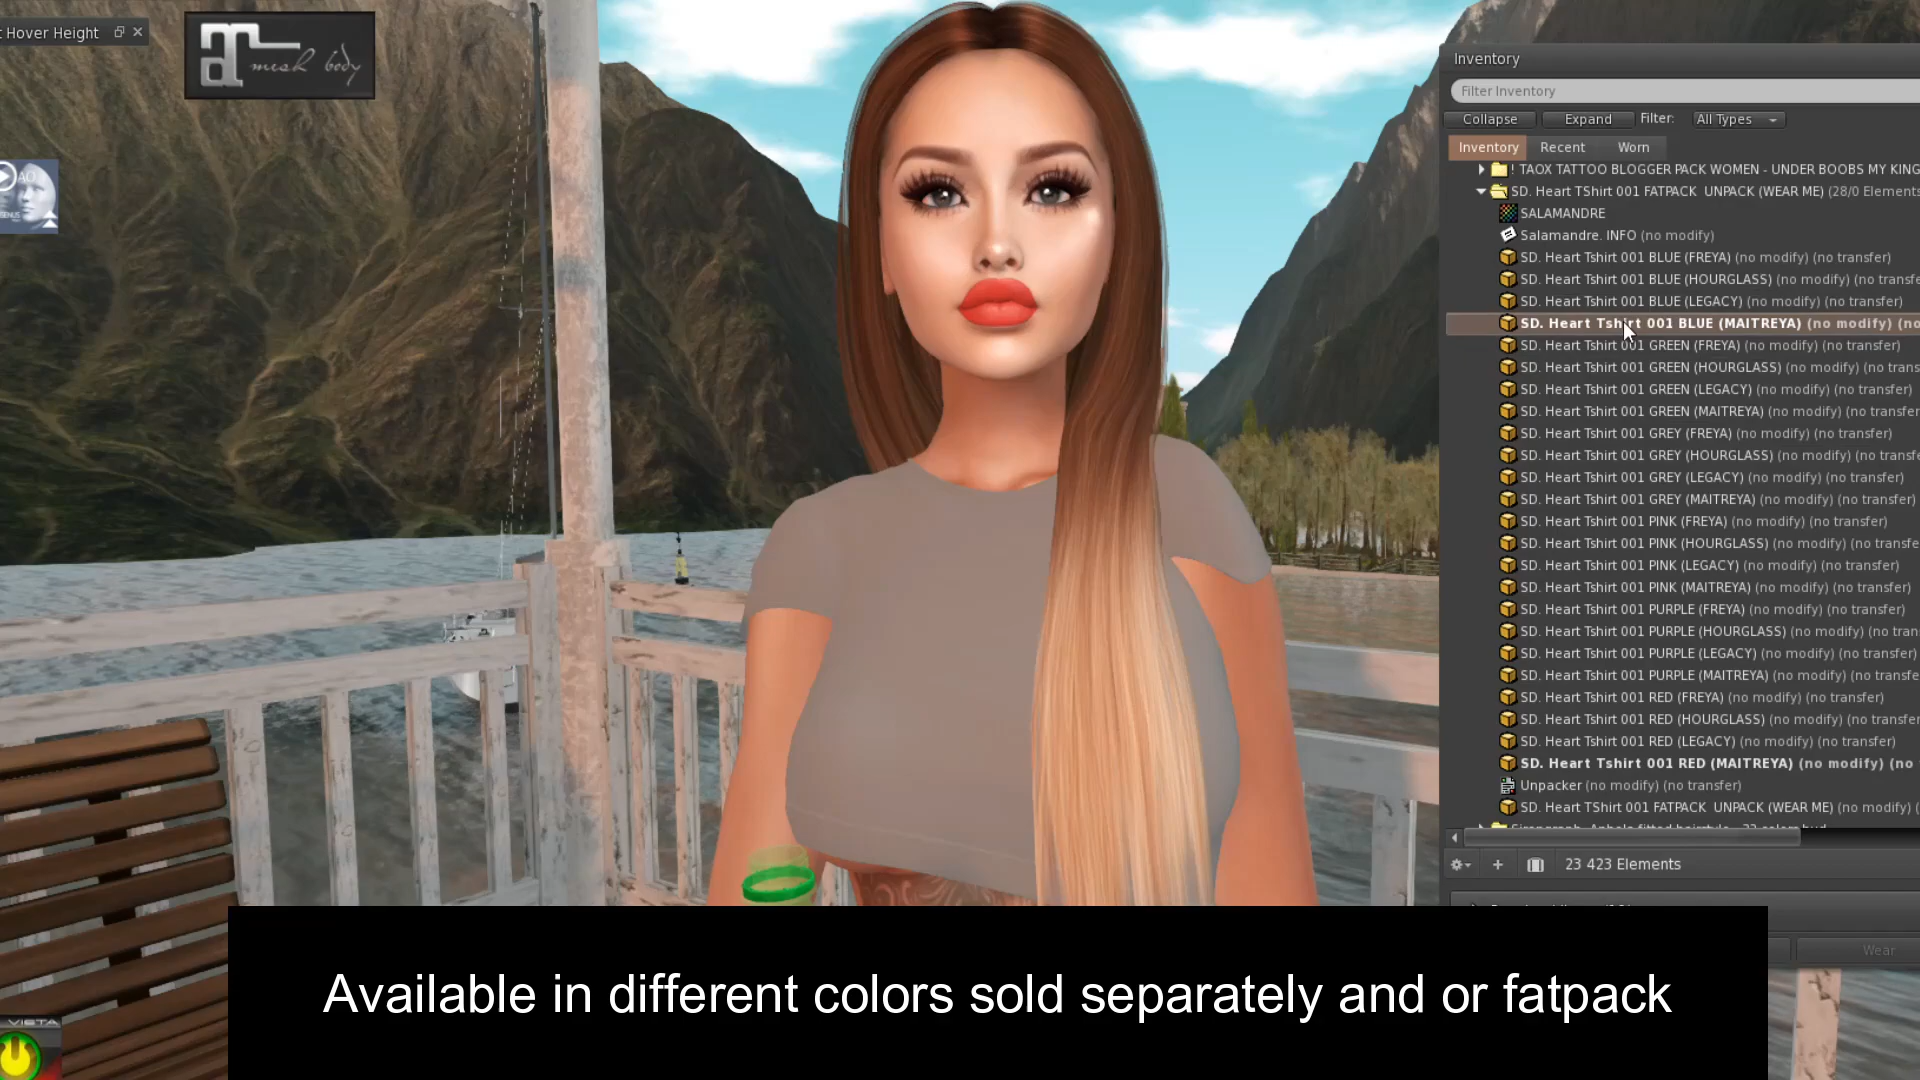 Hover Height
mesh body
AO
VISTA
Inventory
Filter Inventory
Collapse Expand Filter: All Types
Inventory Recent Worn
! TAOX TATTOO BLOGGER PACK WOMEN - UNDER BOOBS MY KING
SD. Heart TShirt 001 FATPACK UNPACK (WEAR ME) (28/0 Elements
SALAMANDRE
Salamandre. INFO (no modify)
SD. Heart Tshirt 001 BLUE (FREYA) (no modify) (no transfer)
SD. Heart Tshirt 001 BLUE (HOURGLASS) (no modify) (no transfe
SD. Heart Tshirt 001 BLUE (LEGACY) (no modify) (no transfer)
SD. Heart Tshirt 001 BLUE (MAITREYA) (no modify) (no
SD. Heart Tshirt 001 GREEN (FREYA) (no modify) (no transfer)
SD. Heart Tshirt 001 GREEN (HOURGLASS) (no modify) (no trans
SD. Heart Tshirt 001 GREEN (LEGACY) (no modify) (no transfer)
SD. Heart Tshirt 001 GREEN (MAITREYA) (no modify) (no transfer
SD. Heart Tshirt 001 GREY (FREYA) (no modify) (no transfer)
SD. Heart Tshirt 001 GREY (HOURGLASS) (no modify) (no transfe
SD. Heart Tshirt 001 GREY (LEGACY) (no modify) (no transfer)
SD. Heart Tshirt 001 GREY (MAITREYA) (no modify) (no transfer)
SD. Heart Tshirt 001 PINK (FREYA) (no modify) (no transfer)
SD. Heart Tshirt 001 PINK (HOURGLASS) (no modify) (no transfe
SD. Heart Tshirt 001 PINK (LEGACY) (no modify) (no transfer)
SD. Heart Tshirt 001 PINK (MAITREYA) (no modify) (no transfer)
SD. Heart Tshirt 001 PURPLE (FREYA) (no modify) (no transfer)
SD. Heart Tshirt 001 PURPLE (HOURGLASS) (no modify) (no tran
SD. Heart Tshirt 001 PURPLE (LEGACY) (no modify) (no transfer)
SD. Heart Tshirt 001 PURPLE (MAITREYA) (no modify) (no transfe
SD. Heart Tshirt 001 RED (FREYA) (no modify) (no transfer)
SD. Heart Tshirt 001 RED (HOURGLASS) (no modify) (no transfer
SD. Heart Tshirt 001 RED (LEGACY) (no modify) (no transfer)
SD. Heart Tshirt 001 RED (MAITREYA) (no modify) (no
Unpacker (no modify) (no transfer)
SD. Heart TShirt 001 FATPACK UNPACK (WEAR ME) (no modify) (
23 423 Elements
Wear
Available in different colors sold separately and or fatpack